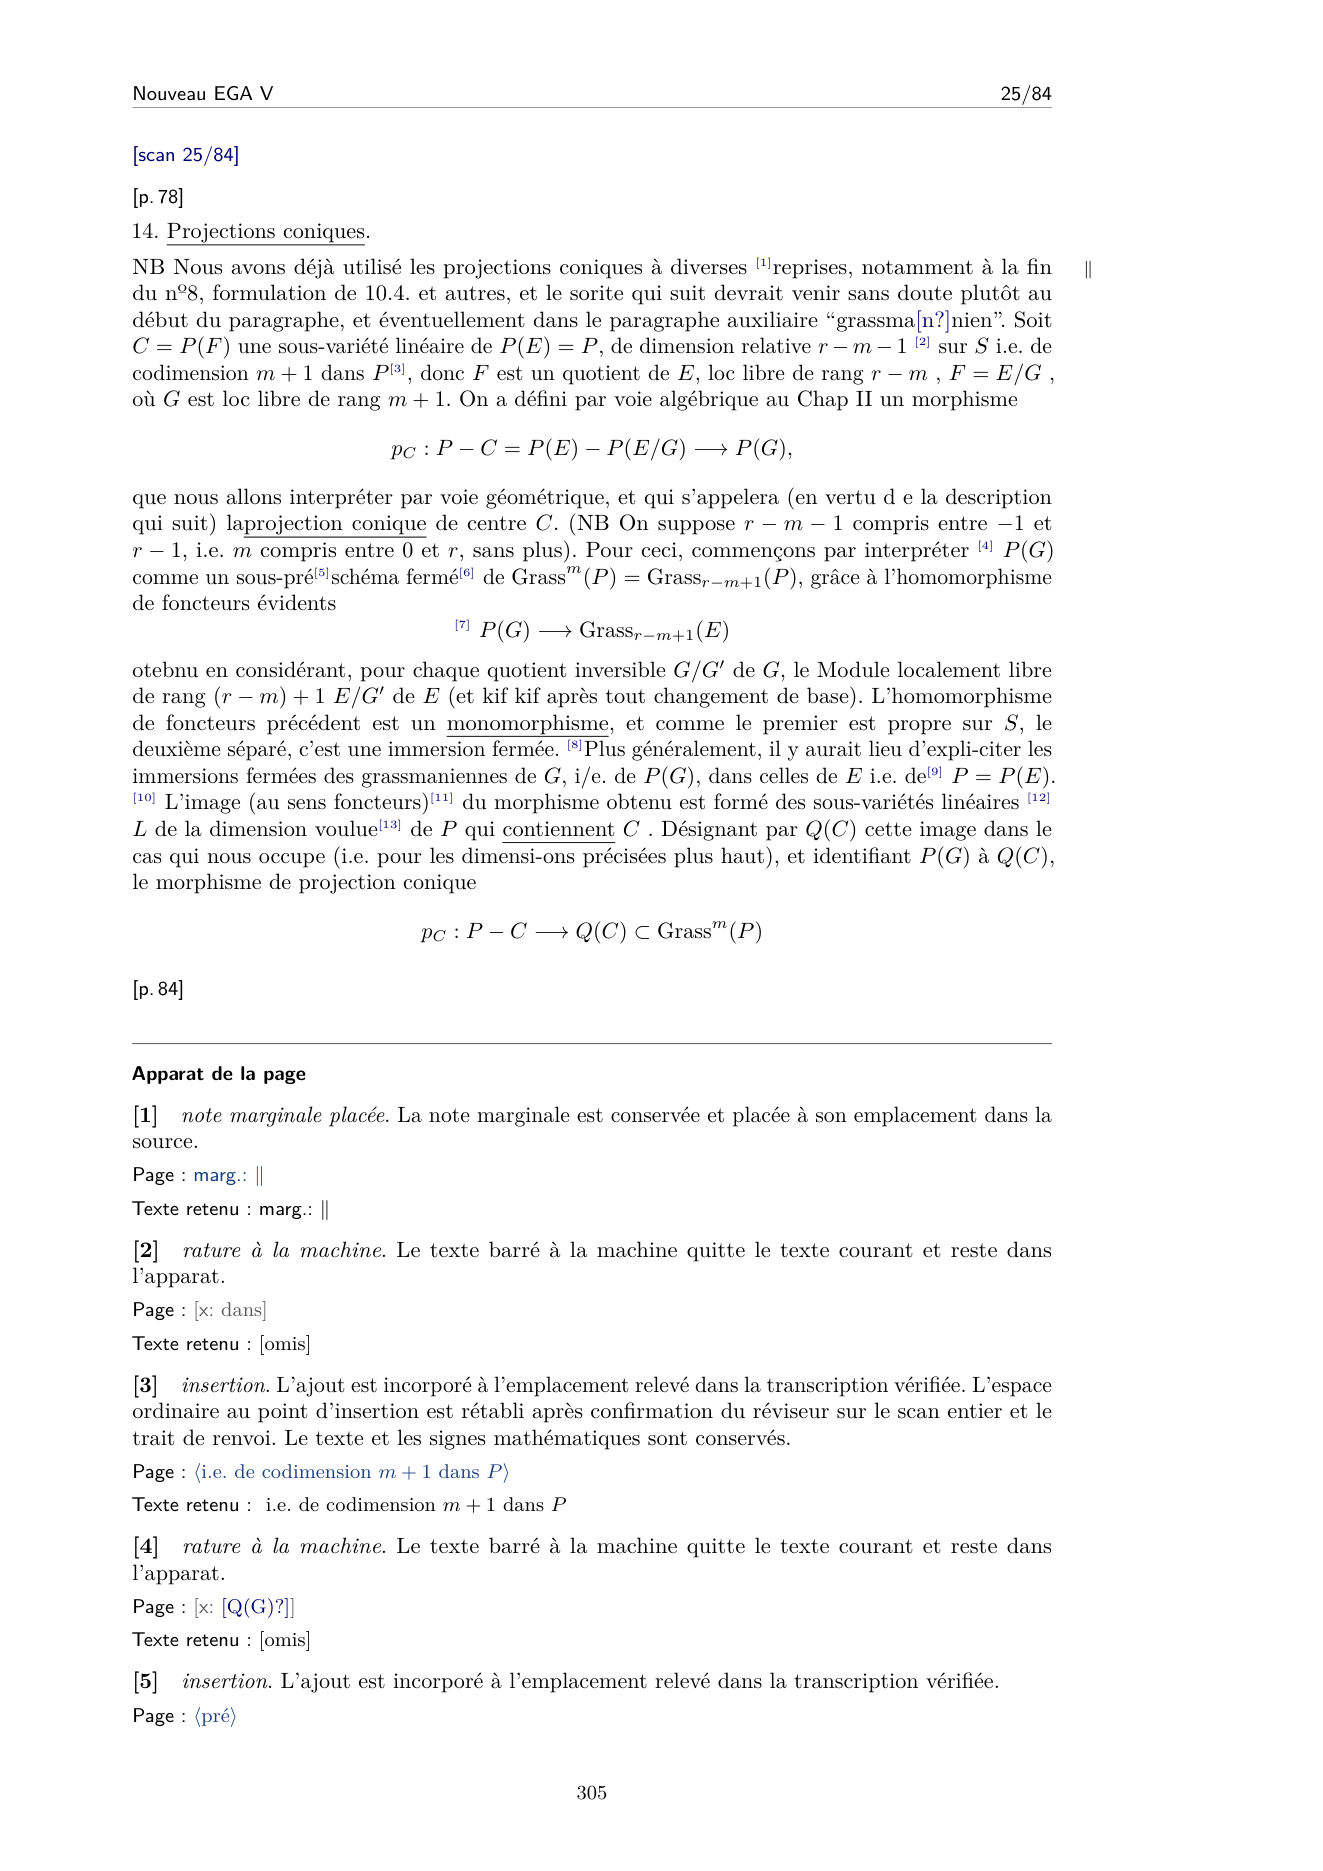 Nouveau EGA V 25/84
[scan 25/84]
[p. 78]
14. Projections coniques.
NB Nous avons déjà utilisé les projections coniques à diverses [1]reprises, notamment à la fin ∥
du nº8, formulation de 10.4. et autres, et le sorite qui suit devrait venir sans doute plutôt au
début du paragraphe, et éventuellement dans le paragraphe auxiliaire “grassma[n?]nien”. Soit
C = P(F) une sous-variété linéaire de P(E) = P, de dimension relative r − m − 1 [2] sur S i.e. de
codimension m + 1 dans P[3], donc F est un quotient de E, loc libre de rang r − m , F = E/G ,
où G est loc libre de rang m + 1. On a défini par voie algébrique au Chap II un morphisme
p_C : P − C = P(E) − P(E/G) ⟶ P(G),
que nous allons interpréter par voie géométrique, et qui s’appelera (en vertu d e la description
qui suit) laprojection conique de centre C. (NB On suppose r − m − 1 compris entre −1 et
r − 1, i.e. m compris entre 0 et r, sans plus). Pour ceci, commençons par interpréter [4] P(G)
comme un sous-pré[5]schéma fermé[6] de Grass^m(P) = Grass_{r−m+1}(P), grâce à l’homomorphisme
de foncteurs évidents
[7] P(G) ⟶ Grass_{r−m+1}(E)
otebnu en considérant, pour chaque quotient inversible G/G′ de G, le Module localement libre
de rang (r − m) + 1 E/G′ de E (et kif kif après tout changement de base). L’homomorphisme
de foncteurs précédent est un monomorphisme, et comme le premier est propre sur S, le
deuxième séparé, c’est une immersion fermée. [8]Plus généralement, il y aurait lieu d’expli-citer les
immersions fermées des grassmaniennes de G, i/e. de P(G), dans celles de E i.e. de[9] P = P(E).
[10] L’image (au sens foncteurs)[11] du morphisme obtenu est formé des sous-variétés linéaires [12]
L de la dimension voulue[13] de P qui contiennent C . Désignant par Q(C) cette image dans le
cas qui nous occupe (i.e. pour les dimensi-ons précisées plus haut), et identifiant P(G) à Q(C),
le morphisme de projection conique
p_C : P − C ⟶ Q(C) ⊂ Grass^m(P)
[p. 84]
Apparat de la page
[1] note marginale placée. La note marginale est conservée et placée à son emplacement dans la
source.
Page : marg.: ∥
Texte retenu : marg.: ∥
[2] rature à la machine. Le texte barré à la machine quitte le texte courant et reste dans
l’apparat.
Page : [x: dans]
Texte retenu : [omis]
[3] insertion. L’ajout est incorporé à l’emplacement relevé dans la transcription vérifiée. L’espace
ordinaire au point d’insertion est rétabli après confirmation du réviseur sur le scan entier et le
trait de renvoi. Le texte et les signes mathématiques sont conservés.
Page : ⟨i.e. de codimension m + 1 dans P⟩
Texte retenu : i.e. de codimension m + 1 dans P
[4] rature à la machine. Le texte barré à la machine quitte le texte courant et reste dans
l’apparat.
Page : [x: [Q(G)?]]
Texte retenu : [omis]
[5] insertion. L’ajout est incorporé à l’emplacement relevé dans la transcription vérifiée.
Page : ⟨pré⟩
305